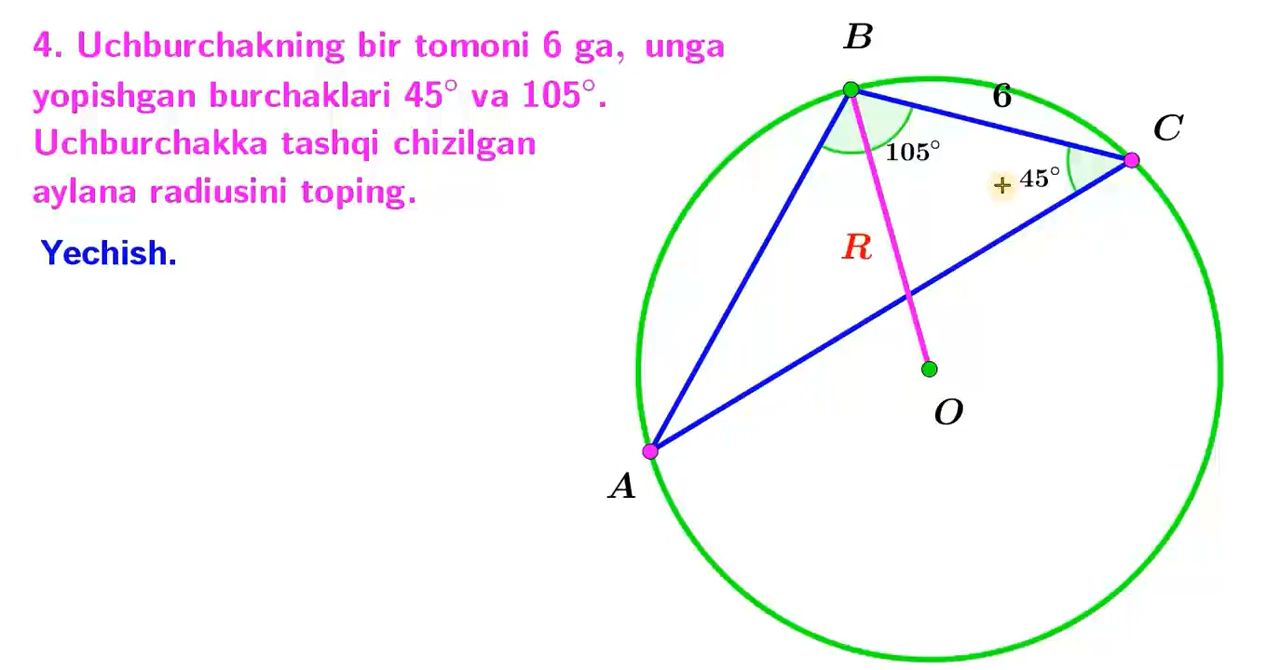 4. Uchburchakning bir tomoni 6 ga, unga
yopishgan burchaklari 45° va 105°.
Uchburchakka tashqi chizilgan
aylana radiusini toping.
Yechish.
B
6
C
105°
45°
R
O
A